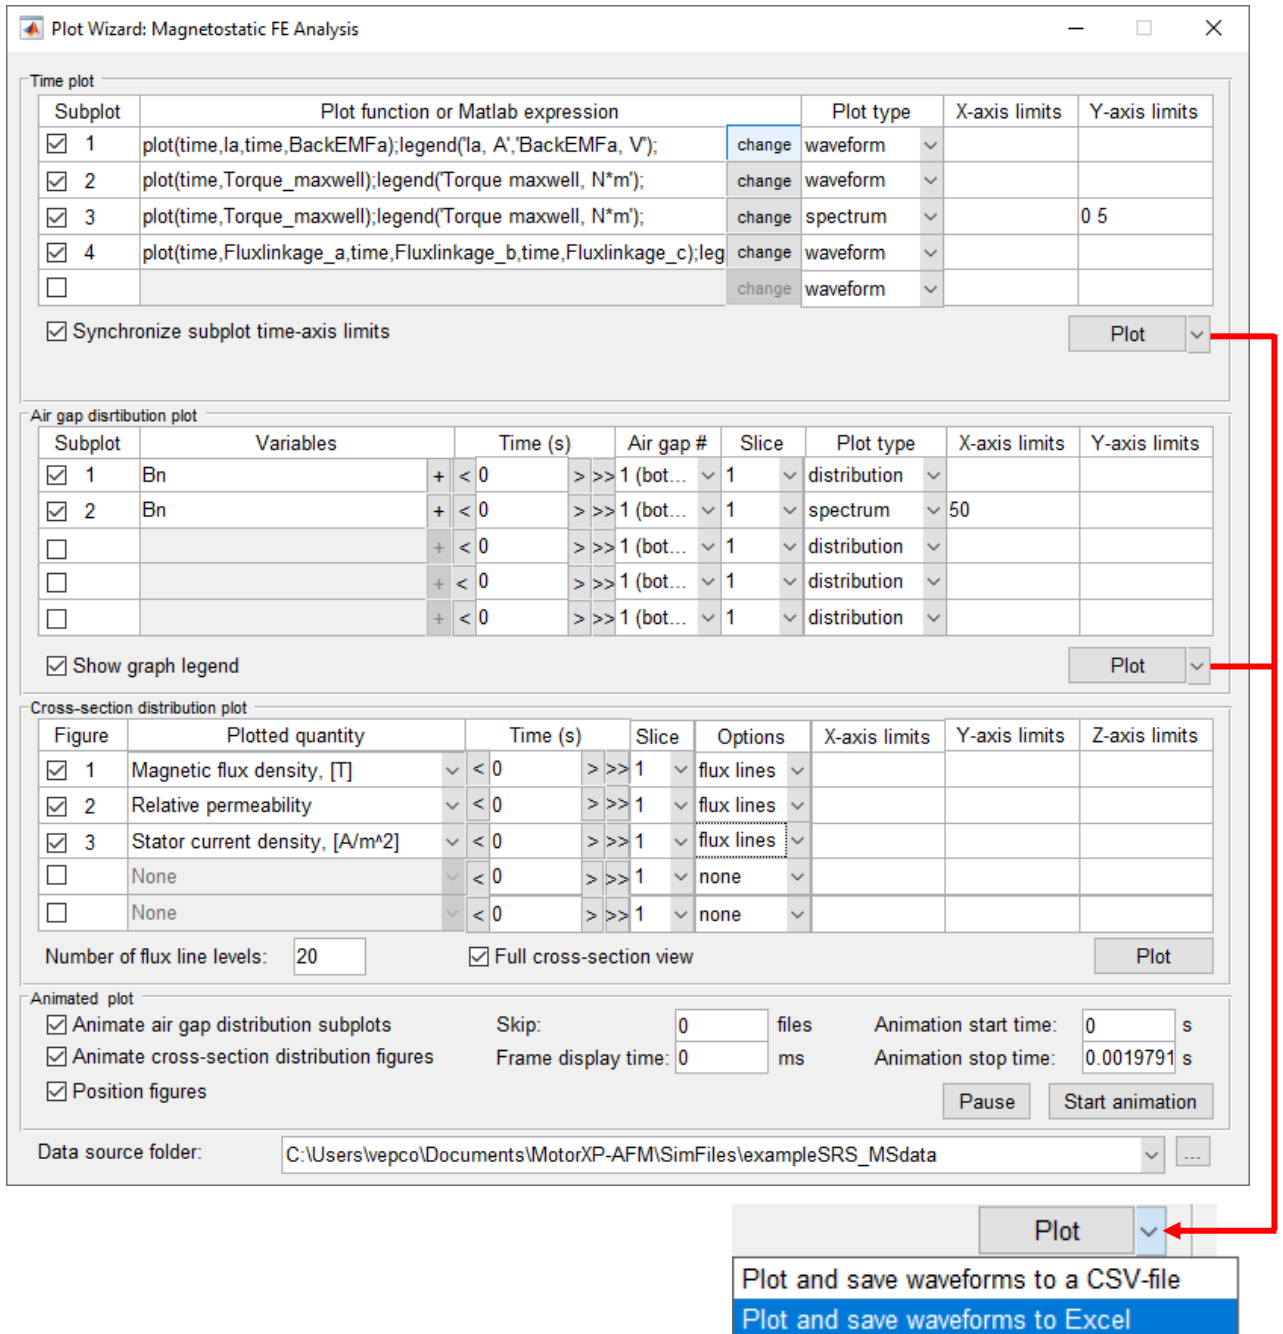 Plot Wizard: Magnetostatic FE Analysis
Time plot
Subplot Plot function or Matlab expression Plot type X-axis limits Y-axis limits
1 plot(time,Ia,time,BackEMFa);legend('Ia, A','BackEMFa, V'); change waveform
2 plot(time,Torque_maxwell);legend('Torque maxwell, N*m'); change waveform
3 plot(time,Torque_maxwell);legend('Torque maxwell, N*m'); change spectrum 0 5
4 plot(time,Fluxlinkage_a,time,Fluxlinkage_b,time,Fluxlinkage_c);leg change waveform
change waveform
Synchronize subplot time-axis limits Plot
Air gap disrtibution plot
Subplot Variables Time (s) Air gap # Slice Plot type X-axis limits Y-axis limits
1 Bn + < 0 > >> 1 (bot... 1 distribution
2 Bn + < 0 > >> 1 (bot... 1 spectrum 50
+ < 0 > >> 1 (bot... 1 distribution
+ < 0 > >> 1 (bot... 1 distribution
+ < 0 > >> 1 (bot... 1 distribution
Show graph legend Plot
Cross-section distribution plot
Figure Plotted quantity Time (s) Slice Options X-axis limits Y-axis limits Z-axis limits
1 Magnetic flux density, [T] < 0 > >> 1 flux lines
2 Relative permeability < 0 > >> 1 flux lines
3 Stator current density, [A/m^2] < 0 > >> 1 flux lines
None < 0 > >> 1 none
None < 0 > >> 1 none
Number of flux line levels: 20 Full cross-section view Plot
Animated plot
Animate air gap distribution subplots Skip: 0 files Animation start time: 0 s
Animate cross-section distribution figures Frame display time: 0 ms Animation stop time: 0.0019791 s
Position figures Pause Start animation
Data source folder: C:\Users\vepco\Documents\MotorXP-AFM\SimFiles\exampleSRS_MSdata ...
Plot
Plot and save waveforms to a CSV-file
Plot and save waveforms to Excel